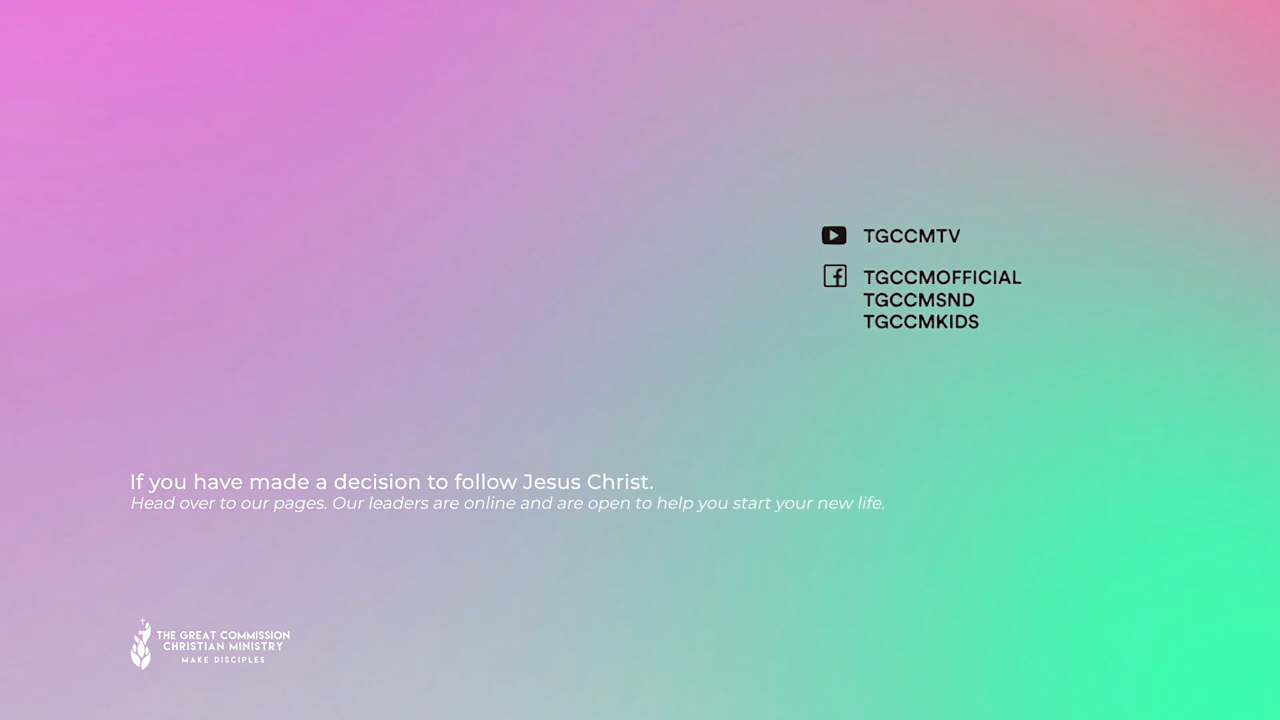 TGCCMTV
TGCCMOFFICIAL
TGCCMSND
TGCCMKIDS
If you have made a decision to follow Jesus Christ.
Head over to our pages. Our leaders are online and are open to help you start your new life.
THE GREAT COMMISSION
CHRISTIAN MINISTRY
MAKE DISCIPLES